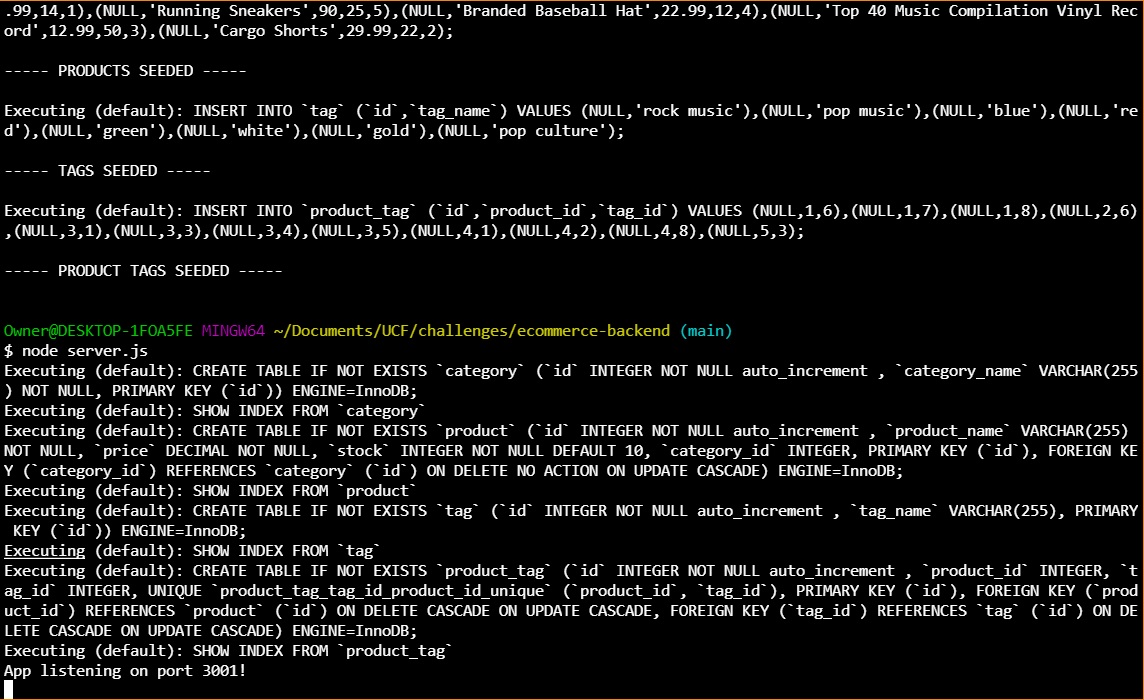 .99,14,1),(NULL,'Running Sneakers',90,25,5),(NULL,'Branded Baseball Hat',22.99,12,4),(NULL,'Top 40 Music Compilation Vinyl Rec
ord',12.99,50,3),(NULL,'Cargo Shorts',29.99,22,2);
----- PRODUCTS SEEDED -----
Executing (default): INSERT INTO `tag` (`id`,`tag_name`) VALUES (NULL,'rock music'),(NULL,'pop music'),(NULL,'blue'),(NULL,'re
d'),(NULL,'green'),(NULL,'white'),(NULL,'gold'),(NULL,'pop culture');
----- TAGS SEEDED -----
Executing (default): INSERT INTO `product_tag` (`id`,`product_id`,`tag_id`) VALUES (NULL,1,6),(NULL,1,7),(NULL,1,8),(NULL,2,6)
,(NULL,3,1),(NULL,3,3),(NULL,3,4),(NULL,3,5),(NULL,4,1),(NULL,4,2),(NULL,4,8),(NULL,5,3);
----- PRODUCT TAGS SEEDED -----
Owner@DESKTOP-1FOA5FE MINGW64 ~/Documents/UCF/challenges/ecommerce-backend (main)
$ node server.js
Executing (default): CREATE TABLE IF NOT EXISTS `category` (`id` INTEGER NOT NULL auto_increment , `category_name` VARCHAR(255
) NOT NULL, PRIMARY KEY (`id`)) ENGINE=InnoDB;
Executing (default): SHOW INDEX FROM `category`
Executing (default): CREATE TABLE IF NOT EXISTS `product` (`id` INTEGER NOT NULL auto_increment , `product_name` VARCHAR(255)
NOT NULL, `price` DECIMAL NOT NULL, `stock` INTEGER NOT NULL DEFAULT 10, `category_id` INTEGER, PRIMARY KEY (`id`), FOREIGN KE
Y (`category_id`) REFERENCES `category` (`id`) ON DELETE NO ACTION ON UPDATE CASCADE) ENGINE=InnoDB;
Executing (default): SHOW INDEX FROM `product`
Executing (default): CREATE TABLE IF NOT EXISTS `tag` (`id` INTEGER NOT NULL auto_increment , `tag_name` VARCHAR(255), PRIMARY
KEY (`id`)) ENGINE=InnoDB;
Executing (default): SHOW INDEX FROM `tag`
Executing (default): CREATE TABLE IF NOT EXISTS `product_tag` (`id` INTEGER NOT NULL auto_increment , `product_id` INTEGER, `t
ag_id` INTEGER, UNIQUE `product_tag_tag_id_product_id_unique` (`product_id`, `tag_id`), PRIMARY KEY (`id`), FOREIGN KEY (`prod
uct_id`) REFERENCES `product` (`id`) ON DELETE CASCADE ON UPDATE CASCADE, FOREIGN KEY (`tag_id`) REFERENCES `tag` (`id`) ON DE
LETE CASCADE ON UPDATE CASCADE) ENGINE=InnoDB;
Executing (default): SHOW INDEX FROM `product_tag`
App listening on port 3001!